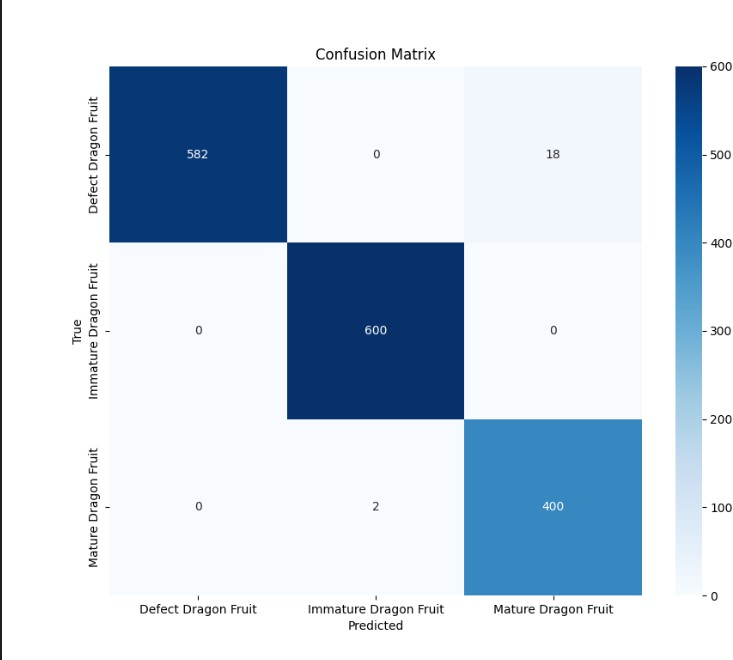 Confusion Matrix
Defect Dragon Fruit
582
0
18
600
500
400
300
200
100
0
True
Immature Dragon Fruit
0
600
0
Mature Dragon Fruit
0
2
400
Defect Dragon Fruit
Immature Dragon Fruit
Mature Dragon Fruit
Predicted